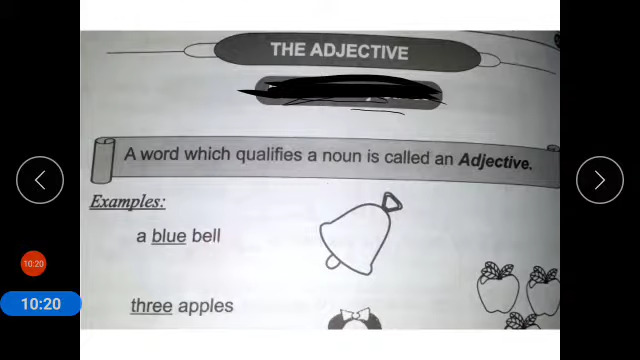 THE ADJECTIVE
A word which qualifies a noun is called an Adjective.
Examples:
a blue bell
three apples
10:20
10:20